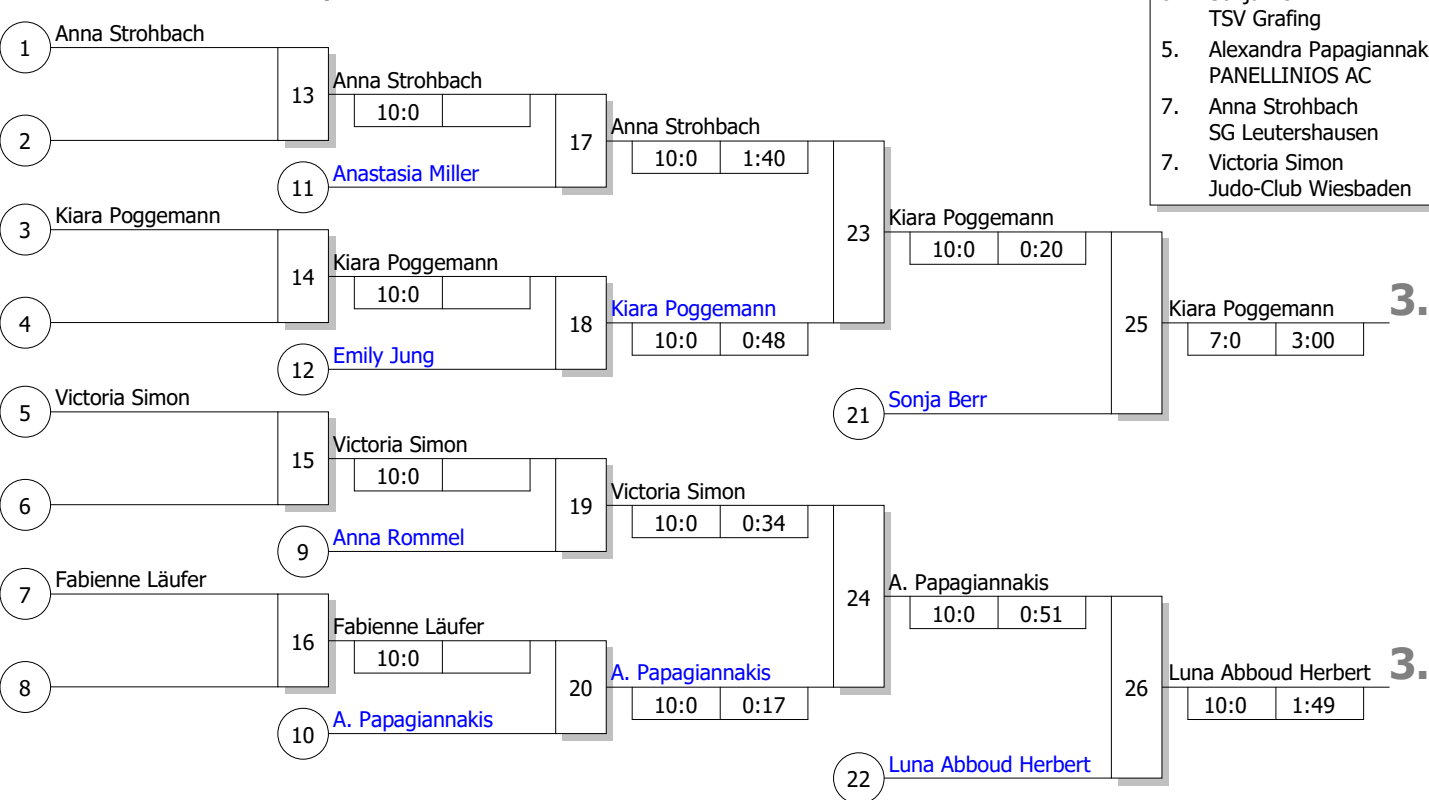 TSV Grafing
5. Alexandra Papagiannak
PANELLINIOS AC
7. Anna Strohbach
SG Leutershausen
7. Victoria Simon
Judo-Club Wiesbaden
1 Anna Strohbach
2
13 Anna Strohbach
10:0
11 Anastasia Miller
17 Anna Strohbach
10:0 1:40
3 Kiara Poggemann
4
14 Kiara Poggemann
10:0
12 Emily Jung
18 Kiara Poggemann
10:0 0:48
23 Kiara Poggemann
10:0 0:20
21 Sonja Berr
25 Kiara Poggemann 3.
7:0 3:00
5 Victoria Simon
6
15 Victoria Simon
10:0
9 Anna Rommel
19 Victoria Simon
10:0 0:34
7 Fabienne Läufer
8
16 Fabienne Läufer
10:0
10 A. Papagiannakis
20 A. Papagiannakis
10:0 0:17
24 A. Papagiannakis
10:0 0:51
22 Luna Abboud Herbert
26 Luna Abboud Herbert 3.
10:0 1:49